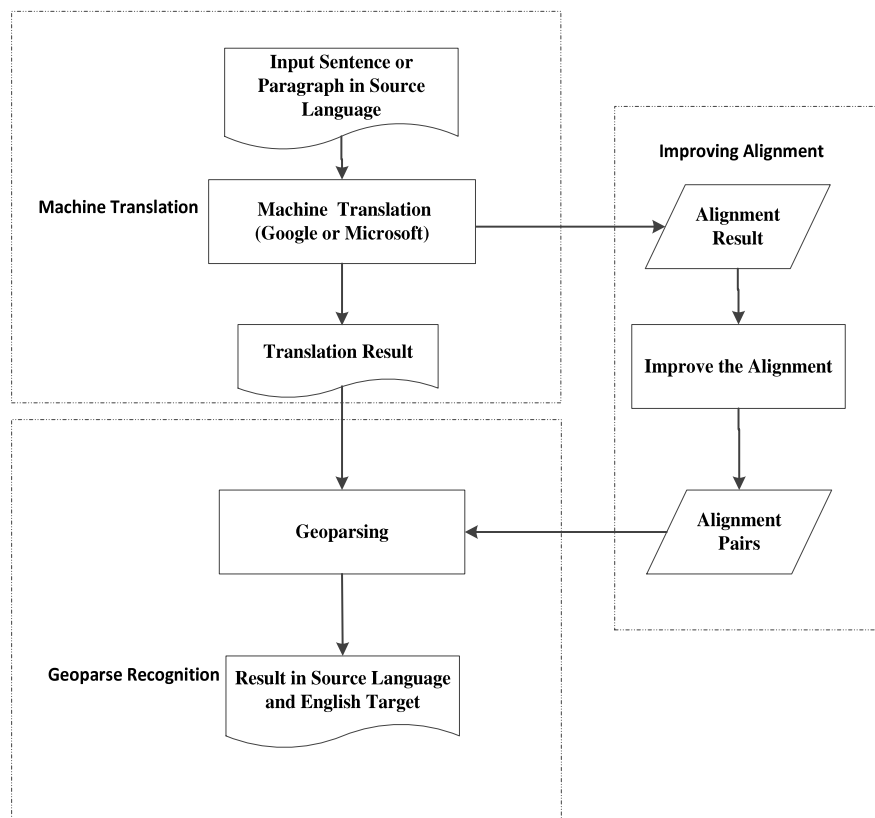 Input Sentence or
Paragraph in Source
Language
Improving Alignment
Machine Translation
Machine Translation
(Google or Microsoft)
Alignment
Result
Translation Result
Improve the Alignment
Geoparsing
Alignment
Pairs
Geoparse Recognition
Result in Source Language
and English Target